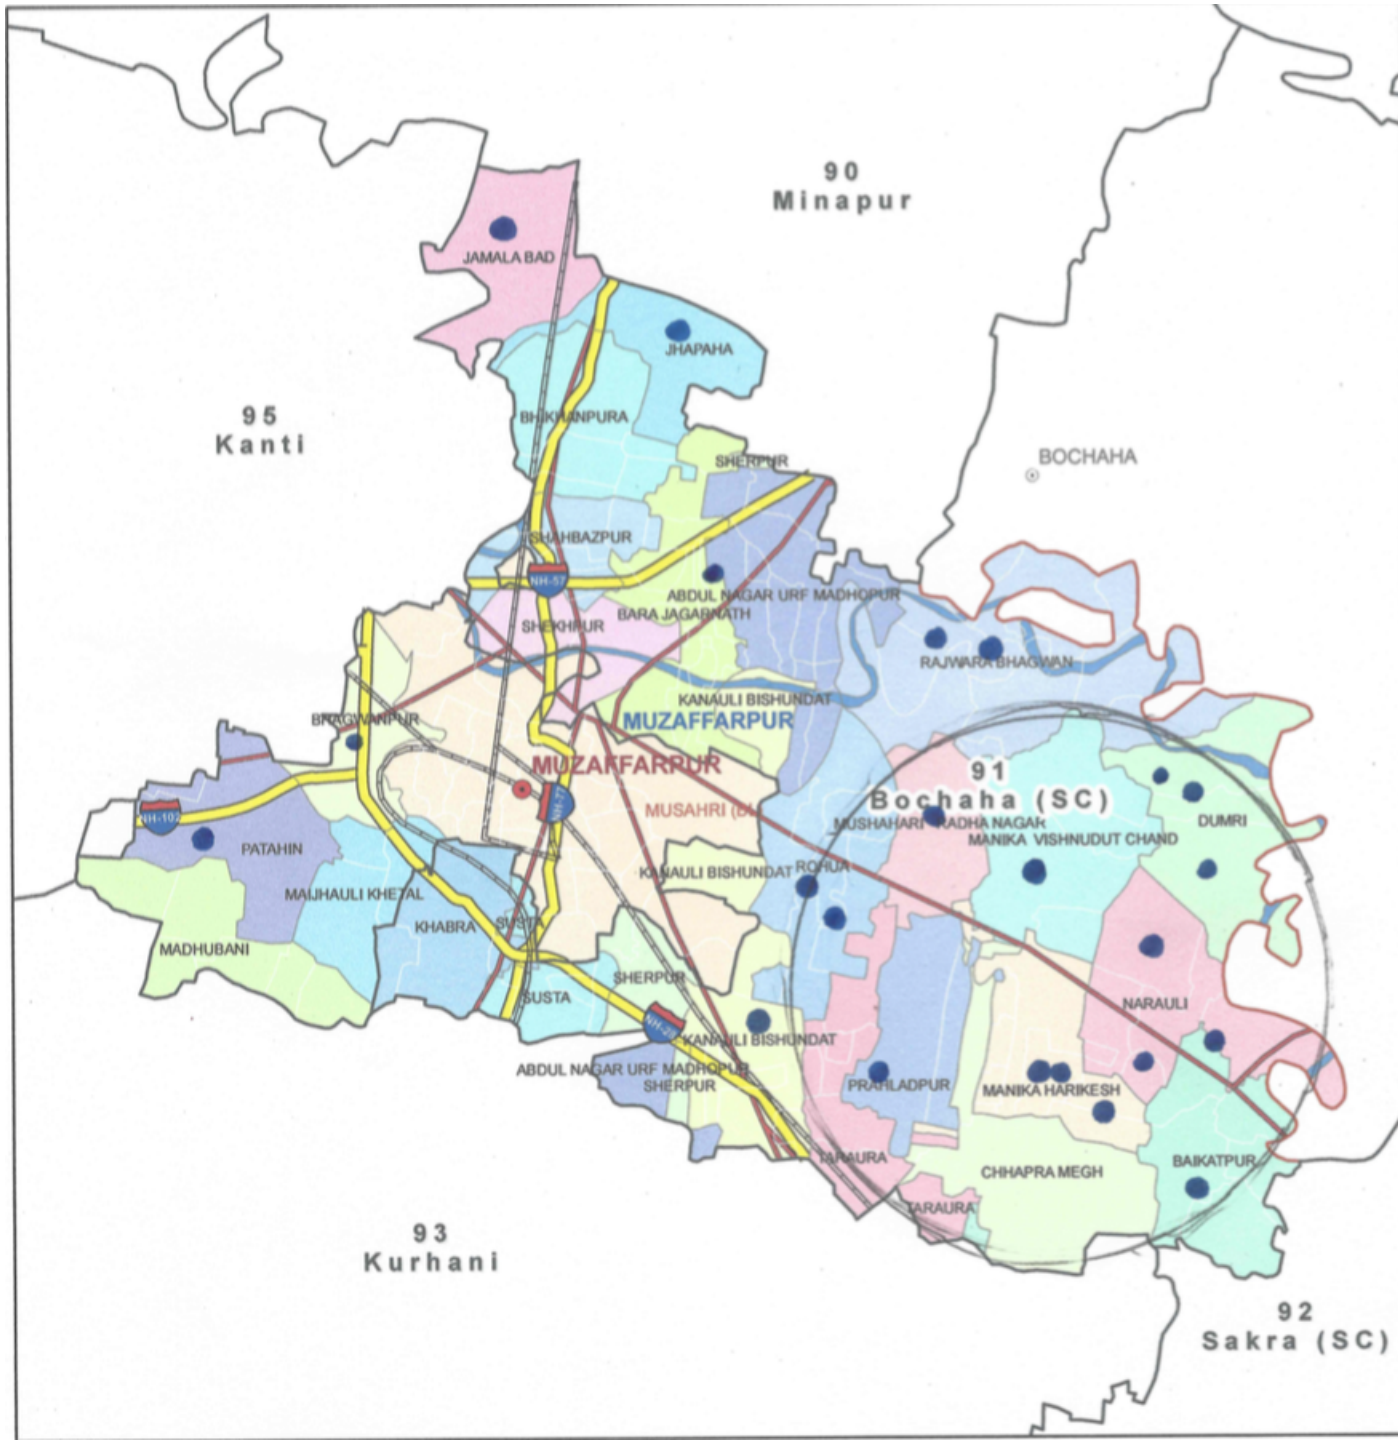 90
Minapur
JAMALA BAD
JHAPAHA
95
Kanti
BHIKHANPURA
BOCHAHA
SHERPUR
SHAHBAZPUR
NH-57
ABDUL NAGAR URF MADHOPUR
BARA JAGARNATH
SHEKHPUR
RAJWARA BHAGWAN
KANAULI BISHUNDAT
MUZAFFARPUR
BHAGWANPUR
MUZAFFARPUR
91
Bochaha (SC)
NH-77
MUSAHRI
NH-102
MUSHAHARI RADHA NAGAR
DUMRI
MANIKA VISHNUDUT CHAND
PATAHIN
KANAULI BISHUNDAT
ROHUA
MAIJHAULI KHETAL
KHABRA
SUSTA
MADHUBANI
SHERPUR
SUSTA
NARAULI
NH-28
KANAULI BISHUNDAT
ABDUL NAGAR URF MADHOPUR
SHERPUR
PRAHLADPUR
MANIKA HARIKESH
TARAURA
CHHAPRA MEGH
BAIKATPUR
TARAURA
93
Kurhani
92
Sakra (SC)